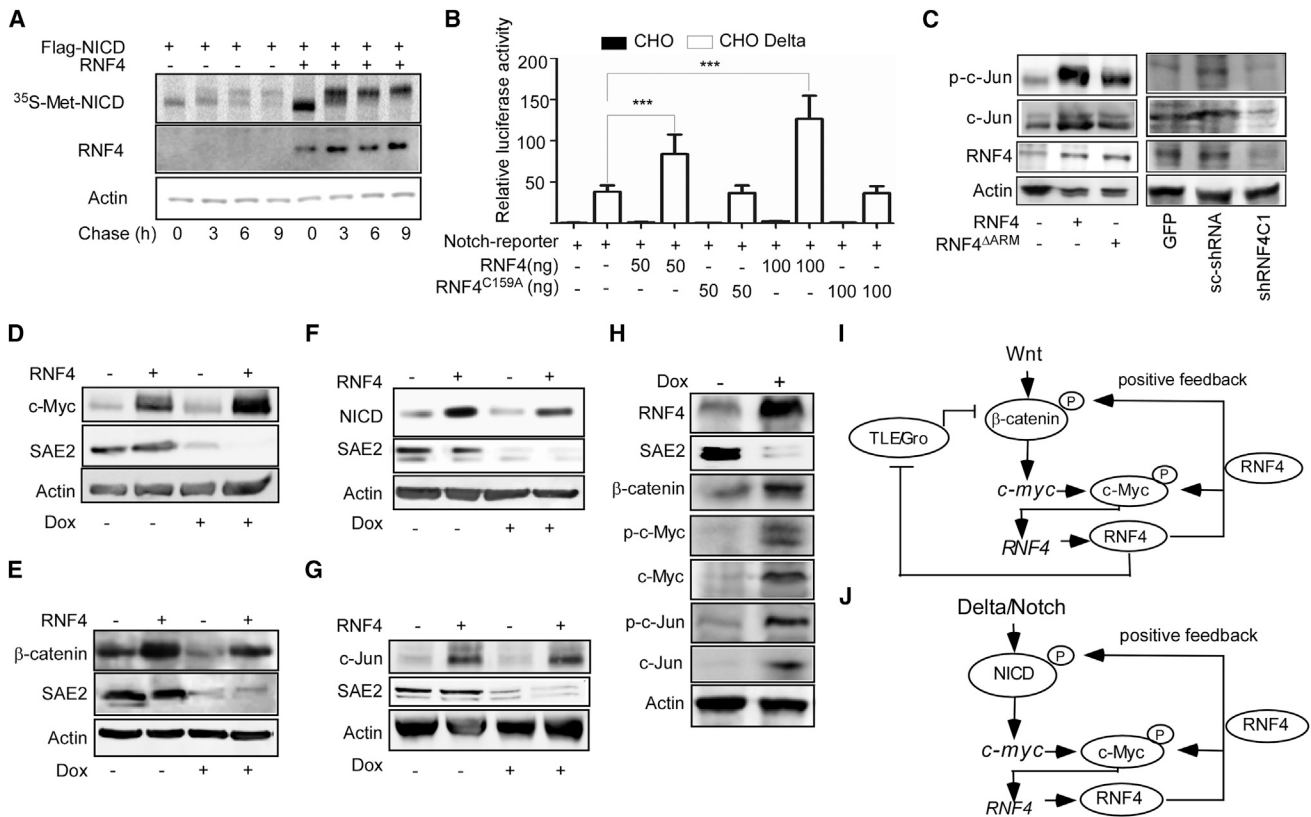 A
Flag-NICD + + + + + + + +
RNF4 - - - - + + + +
35S-Met-NICD
RNF4
Actin
Chase (h) 0 3 6 9 0 3 6 9
B
CHO CHO Delta
Relative luciferase activity
200
150
100
50
***
***
Notch-reporter + + + + + + + + + +
RNF4(ng) - - 50 50 - - 100 100 - -
RNF4C159A (ng) - - - - 50 50 - - 100 100
C
p-c-Jun
c-Jun
RNF4
Actin
RNF4 - + -
RNF4ΔARM - - +
GFP
sc-shRNA
shRNF4C1
D
RNF4 - + - +
c-Myc
SAE2
Actin
Dox - - + +
E
RNF4 - + - +
β-catenin
SAE2
Actin
Dox - - + +
F
RNF4 - + - +
NICD
SAE2
Actin
Dox - - + +
G
RNF4 - + - +
c-Jun
SAE2
Actin
Dox - - + +
H
Dox - +
RNF4
SAE2
β-catenin
p-c-Myc
c-Myc
p-c-Jun
c-Jun
Actin
I
Wnt
positive feedback
P
β-catenin
TLE/Gro
RNF4
P
c-myc c-Myc
RNF4 RNF4
J
Delta/Notch
positive feedback
P
NICD
RNF4
P
c-myc c-Myc
RNF4 RNF4